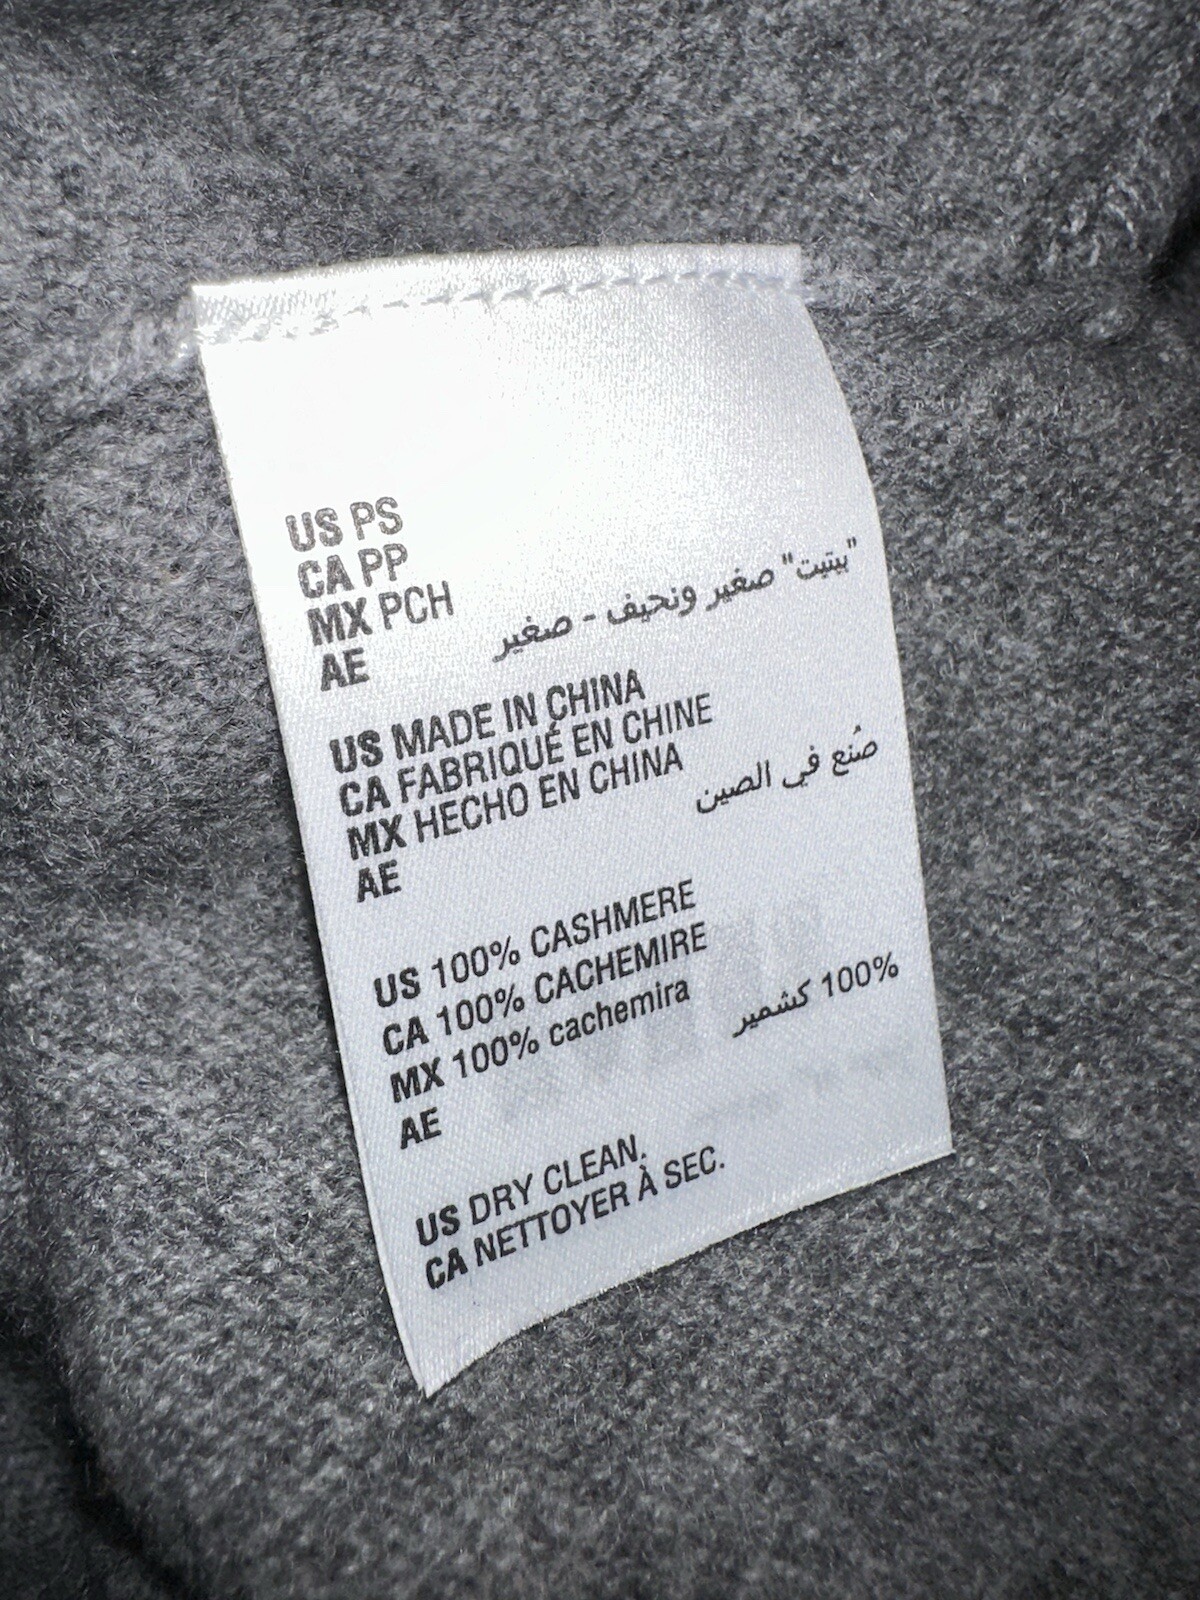 US PS
CA PP
MX PCH
AE "بيتيت" صغير ونحيف - صغير
US MADE IN CHINA
CA FABRIQUÉ EN CHINE
MX HECHO EN CHINA
AE صُنع في الصين
US 100% CASHMERE
CA 100% CACHEMIRE
MX 100% cachemira
AE 100% كشمير
US DRY CLEAN.
CA NETTOYER À SEC.